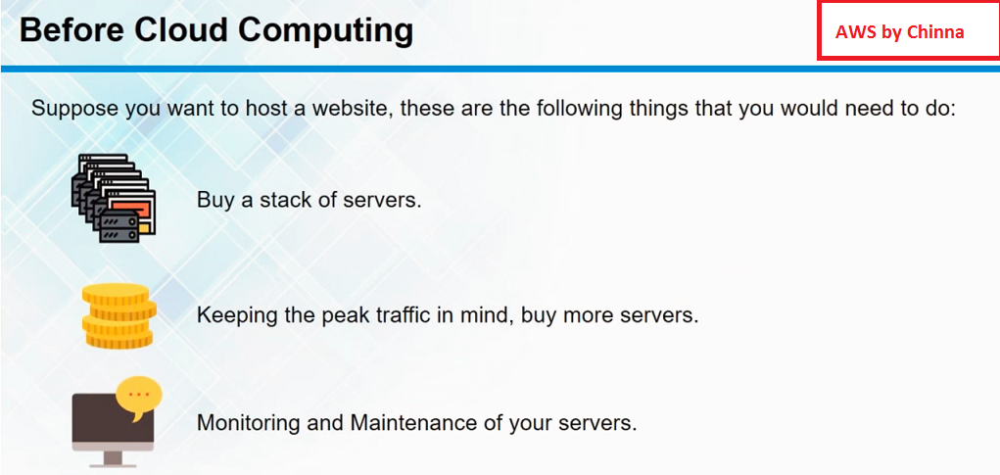 Before Cloud Computing
AWS by Chinna
Suppose you want to host a website, these are the following things that you would need to do:
Buy a stack of servers.
Keeping the peak traffic in mind, buy more servers.
Monitoring and Maintenance of your servers.